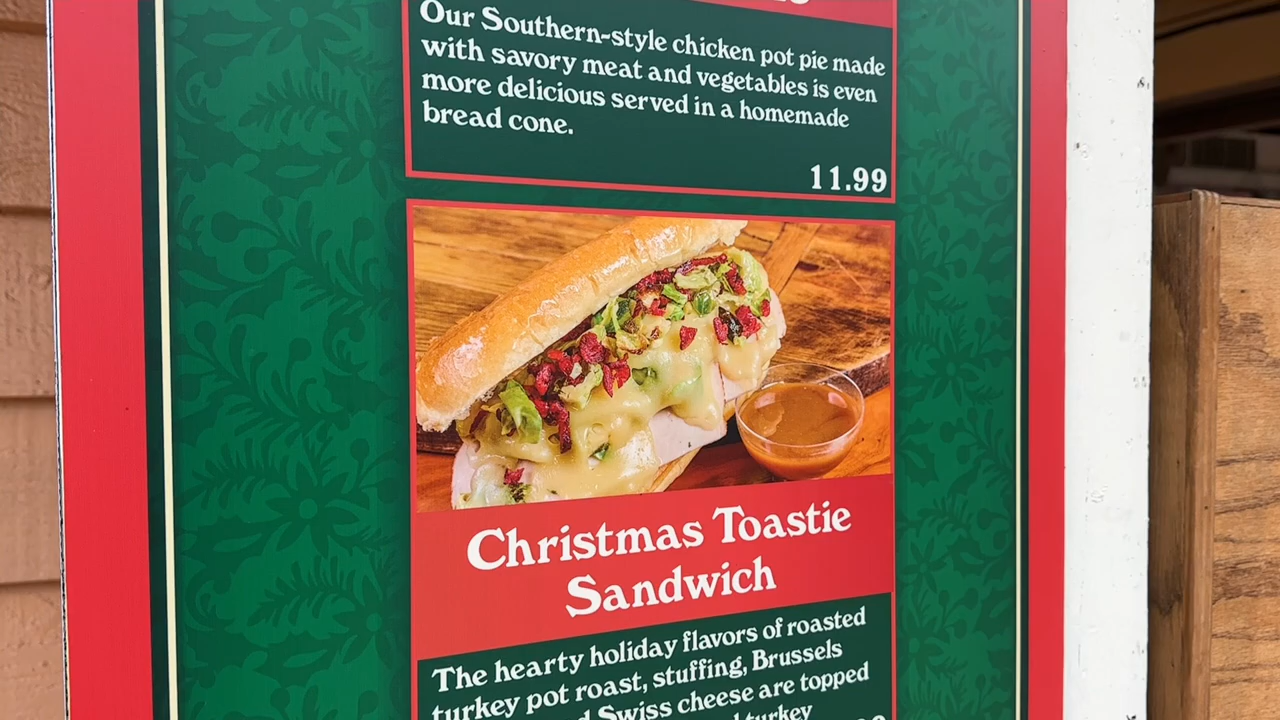 Our Southern-style chicken pot pie made
with savory meat and vegetables is even
more delicious served in a homemade
bread cone.
11.99
Christmas Toastie
Sandwich
The hearty holiday flavors of roasted
turkey pot roast, stuffing, Brussels
Swiss cheese are topped
turkey